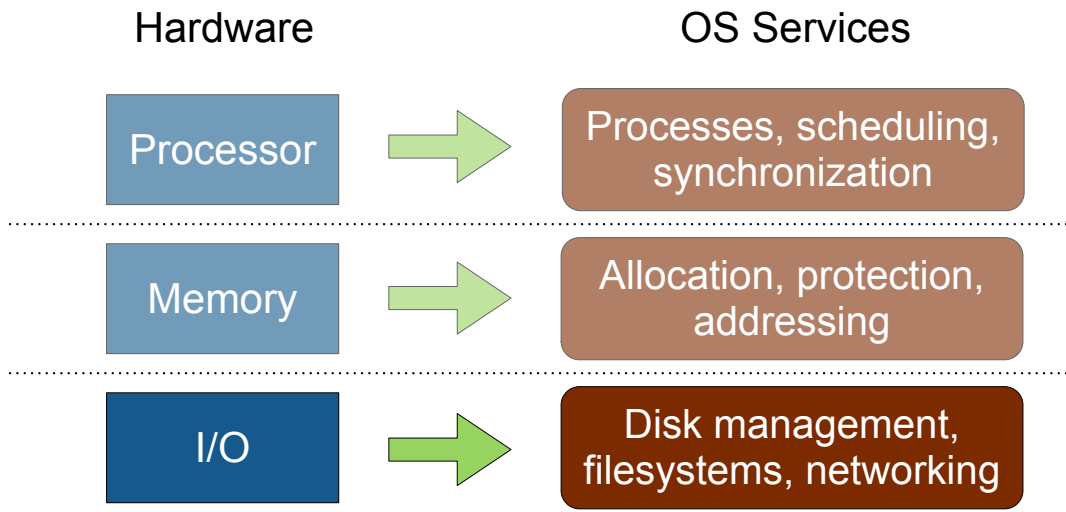 Hardware
OS Services
Processor
Processes, scheduling,
synchronization
Memory
Allocation, protection,
addressing
I/O
Disk management,
filesystems, networking